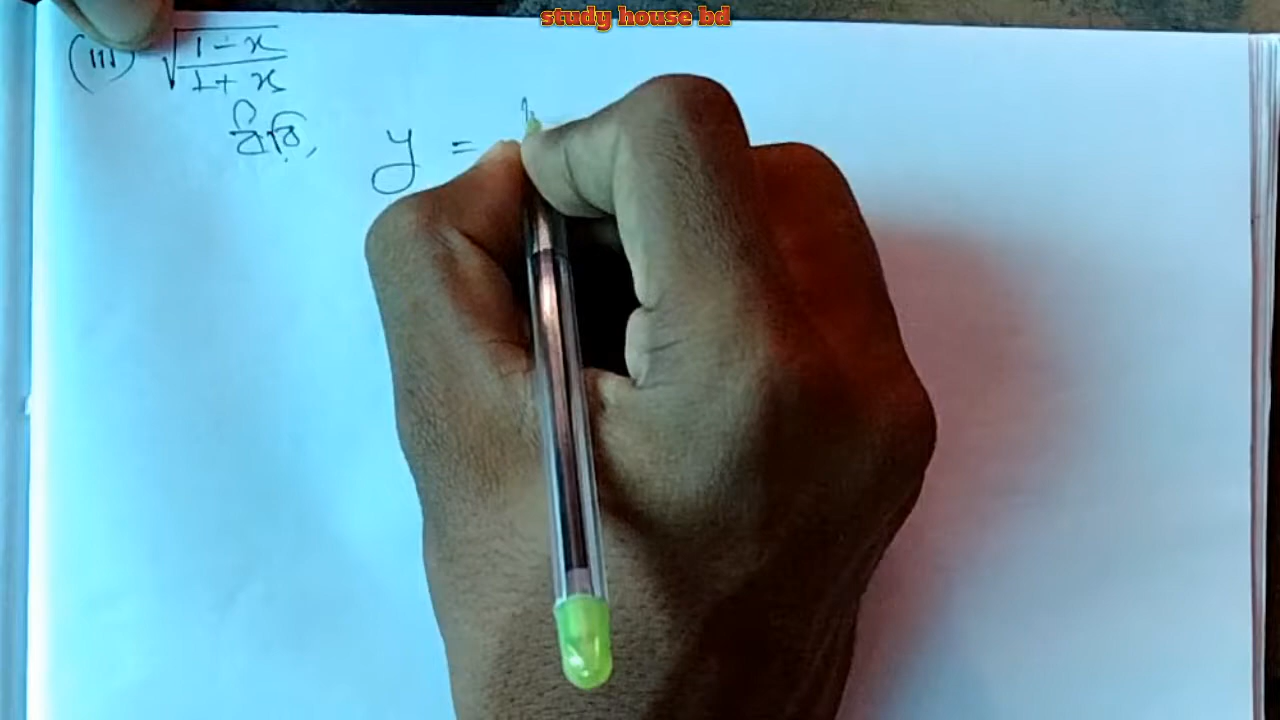 study house bd
(iii) √((1-x)/(1+x))
ধরি, y =